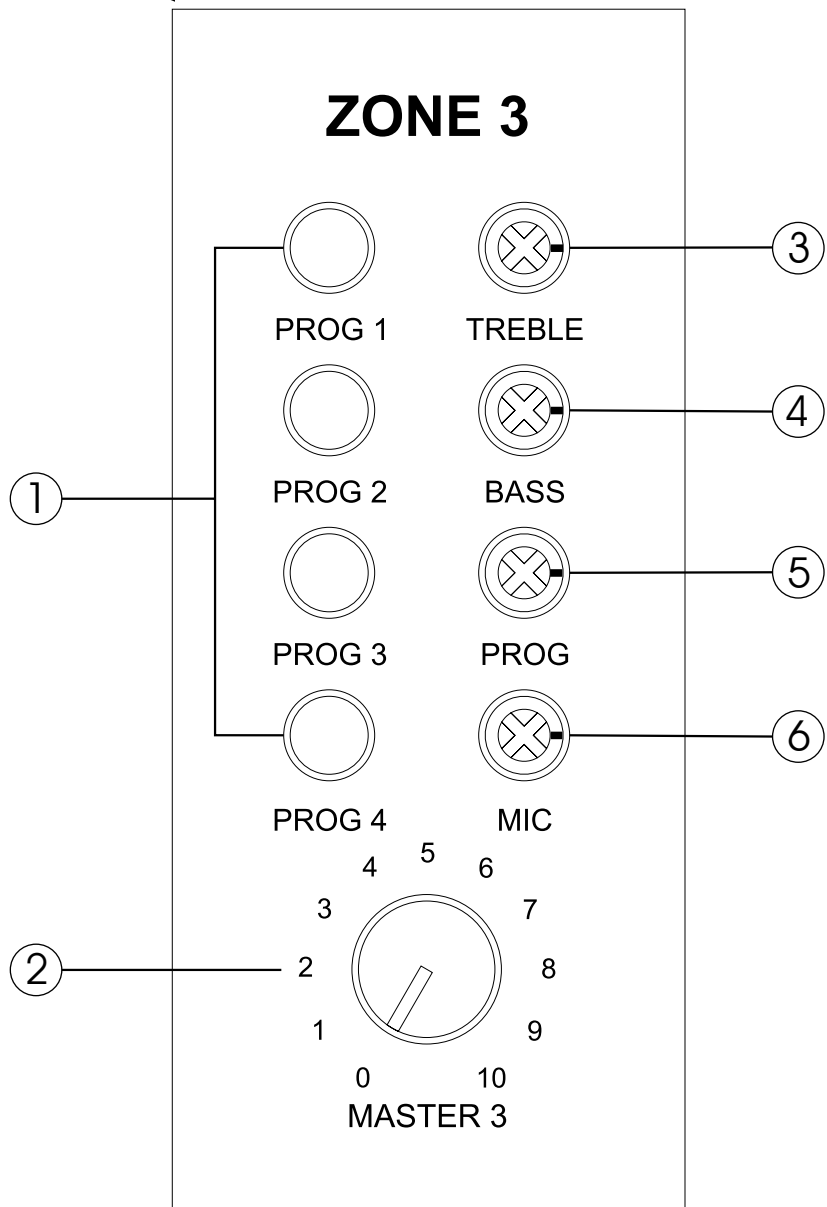 ZONE 3
PROG 1 TREBLE
3
PROG 2 BASS
4
1
PROG 3 PROG
5
PROG 4 MIC
6
5
4 6
3 7
2 2 8
1 9
0 10
MASTER 3